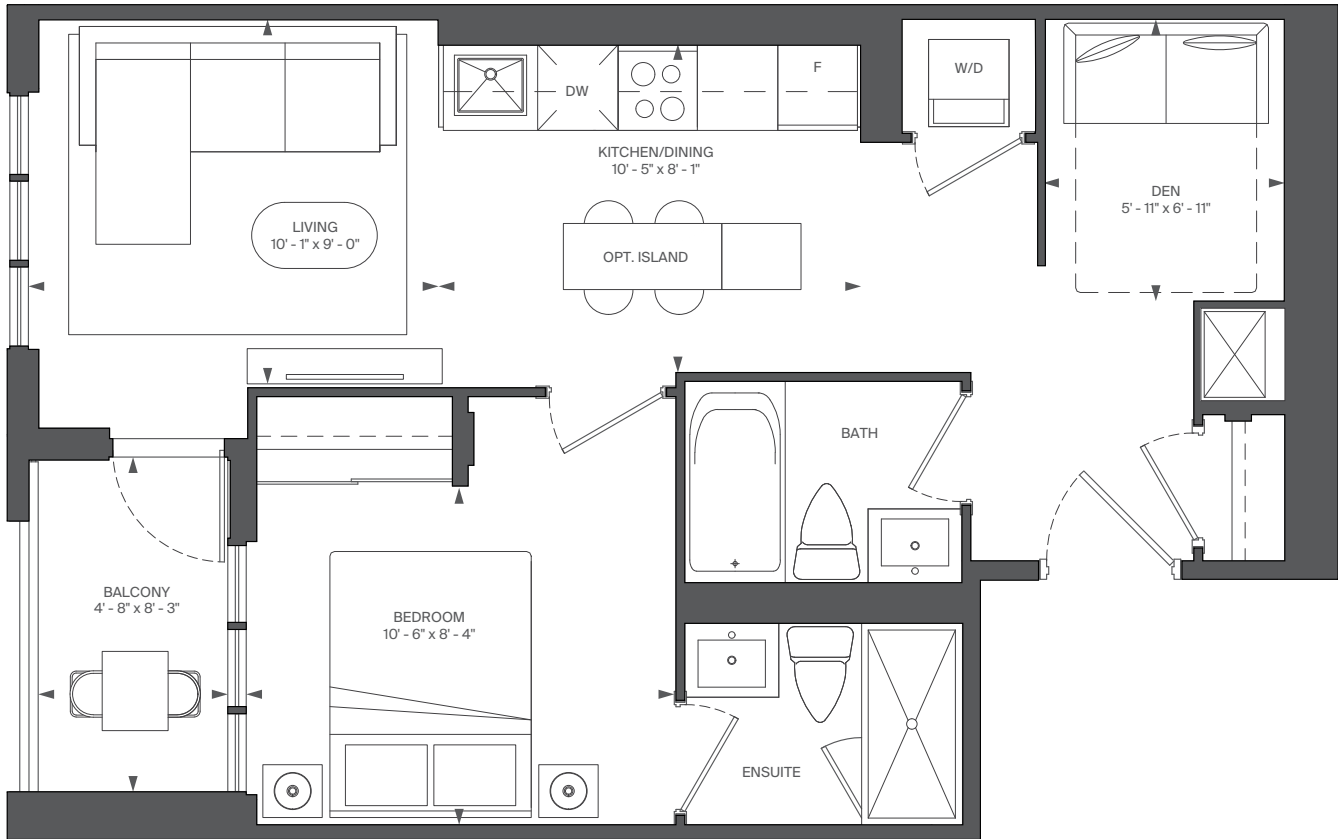 DW
F
W/D
KITCHEN/DINING
10' - 5" x 8' - 1"
DEN
5' - 11" x 6' - 11"
LIVING
10' - 1" x 9' - 0"
OPT. ISLAND
BATH
BALCONY
4' - 8" x 8' - 3"
BEDROOM
10' - 6" x 8' - 4"
ENSUITE